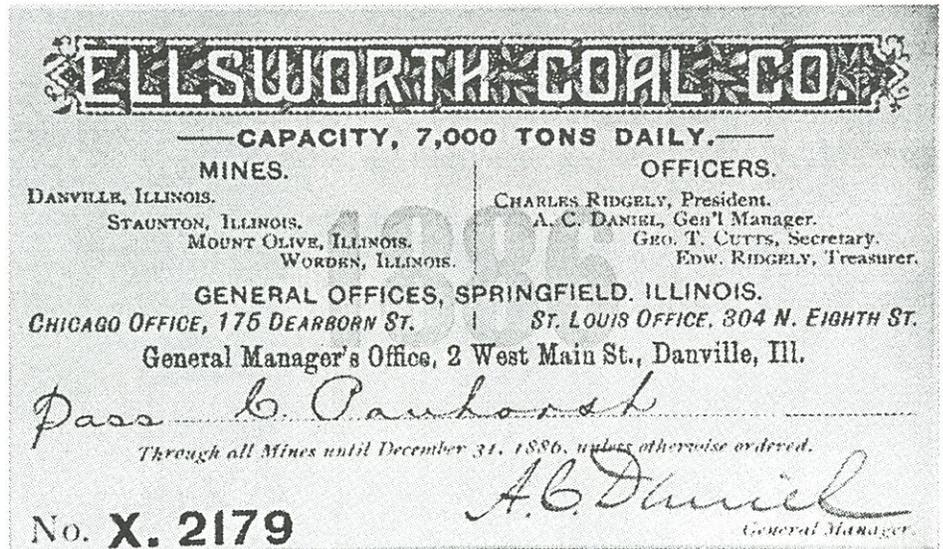 ELLSWORTH COAL CO.
CAPACITY, 7,000 TONS DAILY.
MINES.
DANVILLE, ILLINOIS.
STAUNTON, ILLINOIS.
MOUNT OLIVE, ILLINOIS.
WORDEN, ILLINOIS.
OFFICERS.
CHARLES RIDGELY, President.
A. C. DANIEL, Gen'l Manager.
GEO. T. CUTTS, Secretary.
EDW. RIDGELY, Treasurer.
1886
GENERAL OFFICES, SPRINGFIELD, ILLINOIS.
CHICAGO OFFICE, 175 DEARBORN ST.
ST. LOUIS OFFICE, 304 N. EIGHTH ST.
General Manager's Office, 2 West Main St., Danville, Ill.
Pass C. Panhorsh
Through all Mines until December 31, 1886, unless otherwise ordered.
A. C. Daniel
General Manager.
No. X. 2179